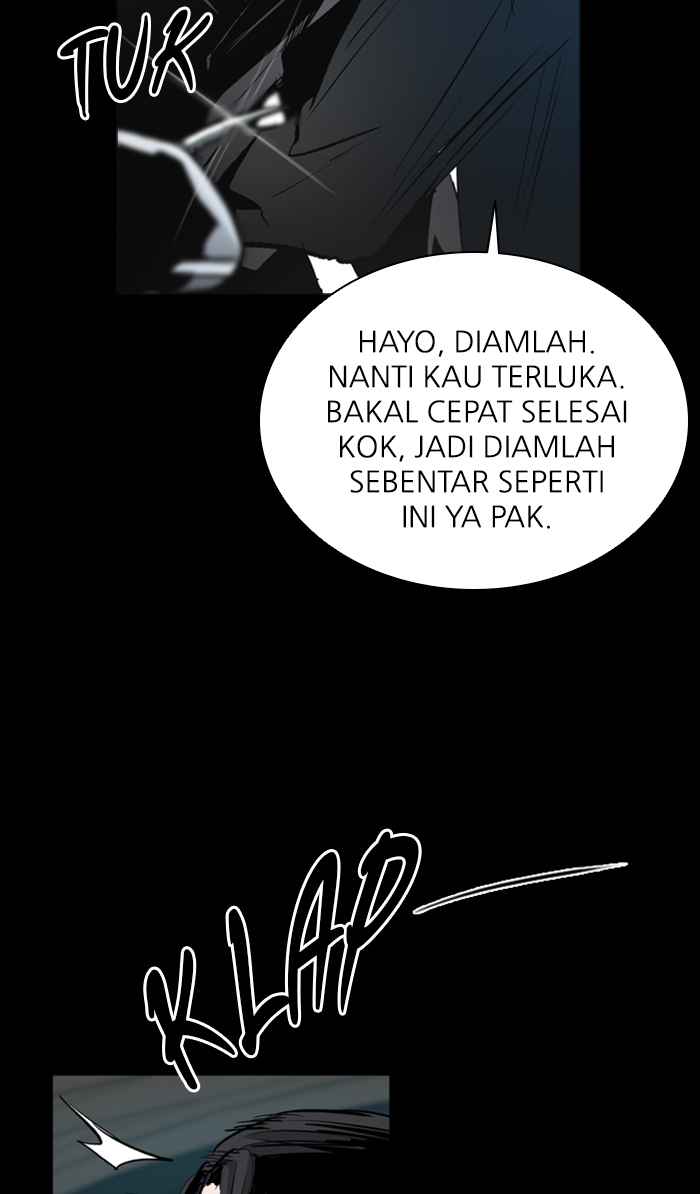 TUK
HAYO, DIAMLAH.
NANTI KAU TERLUKA.
BAKAL CEPAT SELESAI
KOK, JADI DIAMLAH
SEBENTAR SEPERTI
INI YA PAK.
KLAP